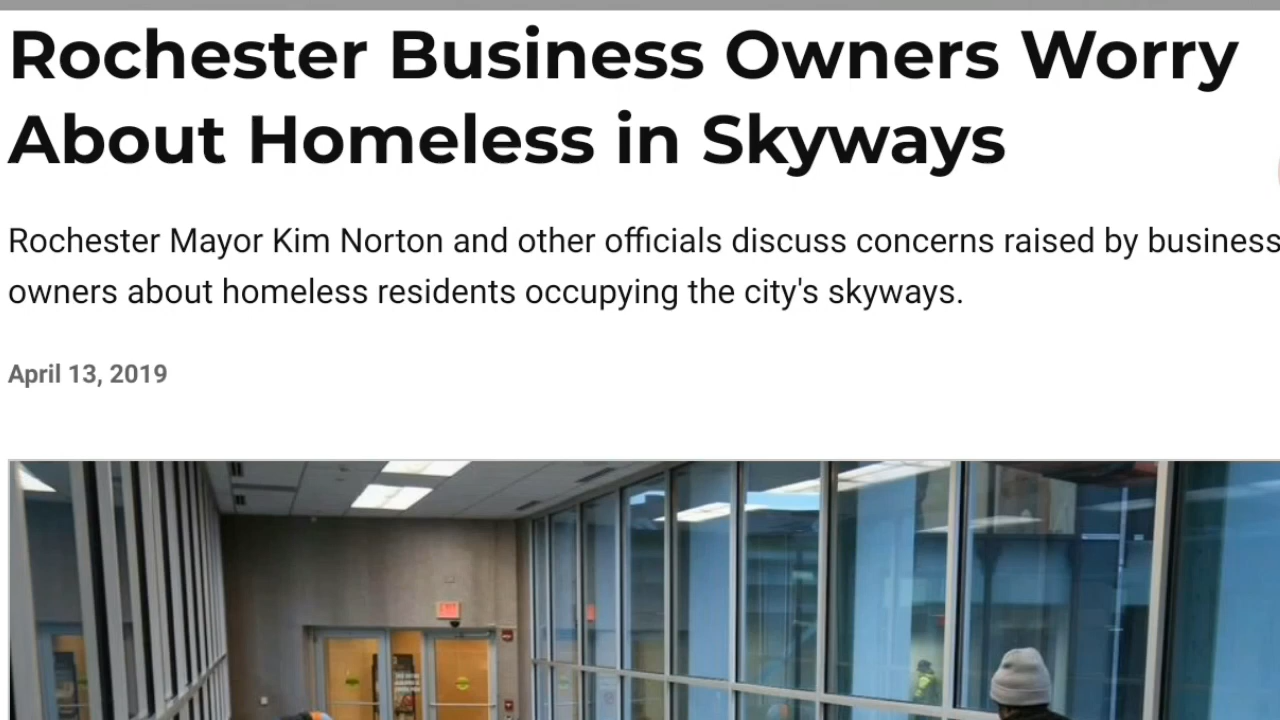 Rochester Business Owners Worry
About Homeless in Skyways
Rochester Mayor Kim Norton and other officials discuss concerns raised by business
owners about homeless residents occupying the city's skyways.
April 13, 2019
EXIT